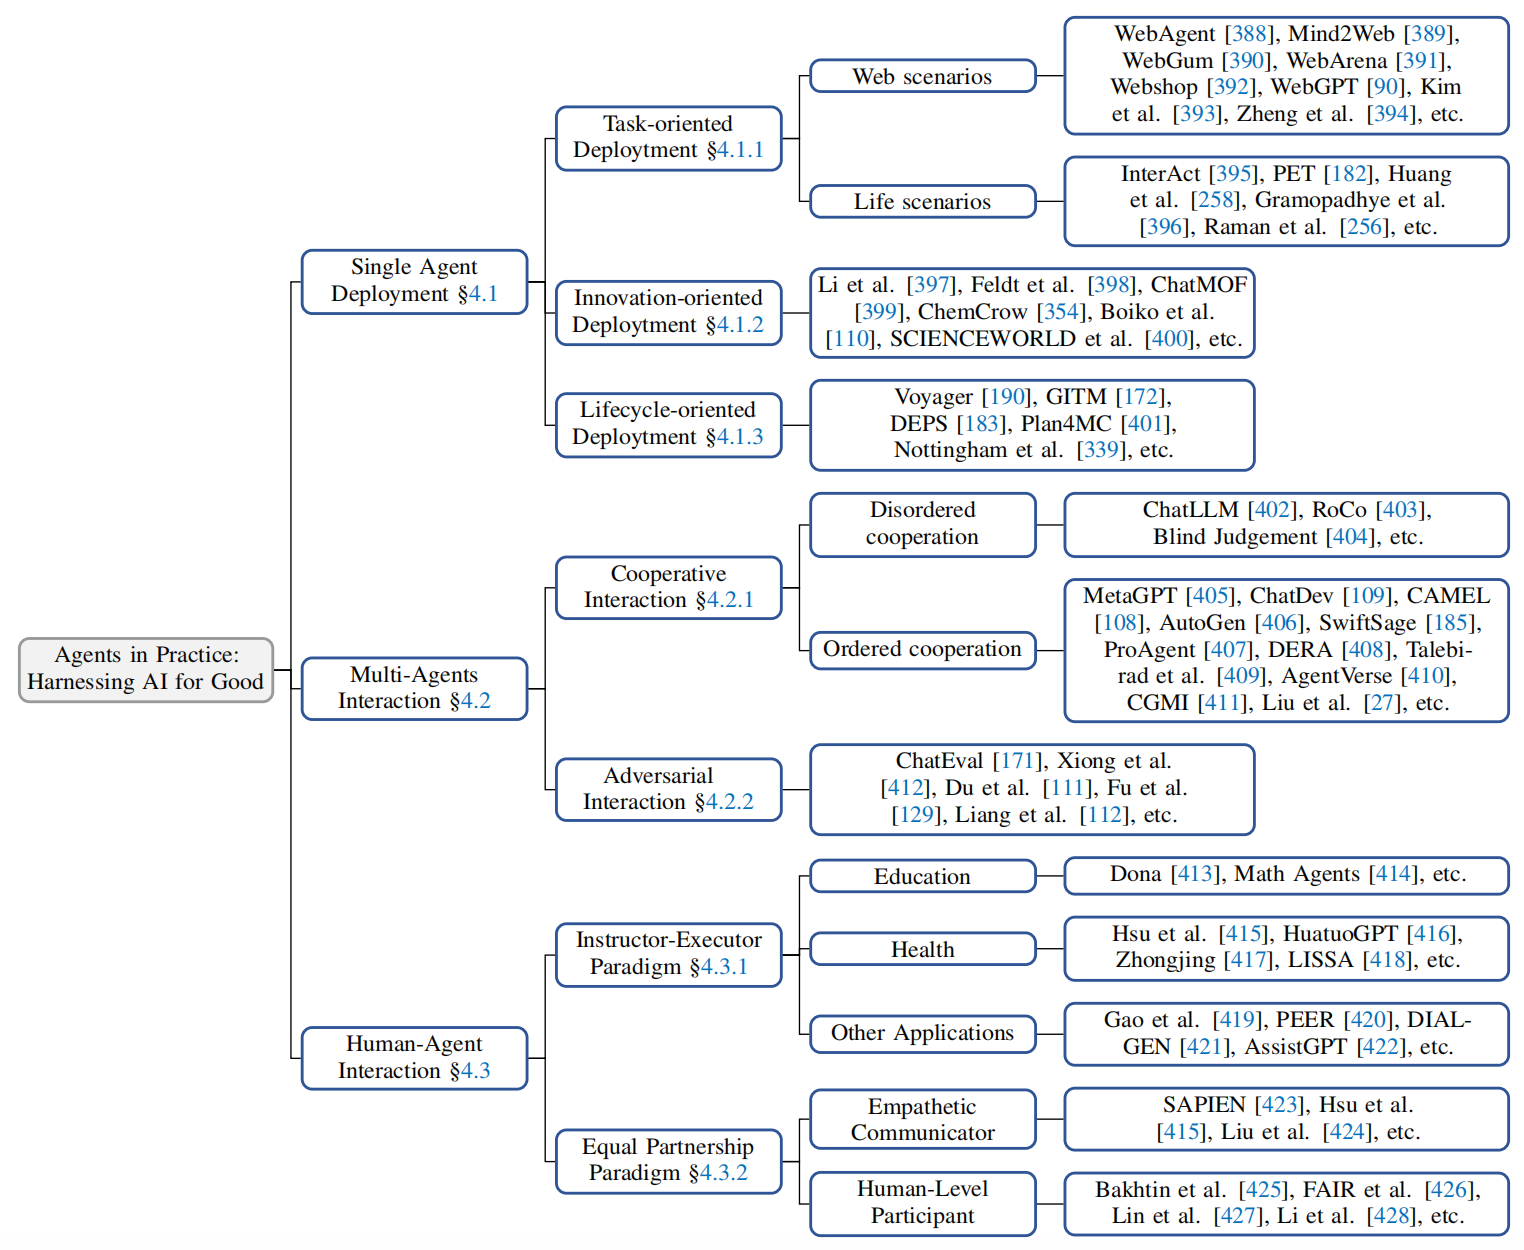 Agents in Practice:
Harnessing AI for Good
Single Agent
Deployment §4.1
Task-oriented
Deploytment §4.1.1
Web scenarios
WebAgent [388], Mind2Web [389],
WebGum [390], WebArena [391],
Webshop [392], WebGPT [90], Kim
et al. [393], Zheng et al. [394], etc.
Life scenarios
InterAct [395], PET [182], Huang
et al. [258], Gramopadhye et al.
[396], Raman et al. [256], etc.
Innovation-oriented
Deploytment §4.1.2
Li et al. [397], Feldt et al. [398], ChatMOF
[399], ChemCrow [354], Boiko et al.
[110], SCIENCEWORLD et al. [400], etc.
Lifecycle-oriented
Deploytment §4.1.3
Voyager [190], GITM [172],
DEPS [183], Plan4MC [401],
Nottingham et al. [339], etc.
Multi-Agents
Interaction §4.2
Cooperative
Interaction §4.2.1
Disordered
cooperation
ChatLLM [402], RoCo [403],
Blind Judgement [404], etc.
Ordered cooperation
MetaGPT [405], ChatDev [109], CAMEL
[108], AutoGen [406], SwiftSage [185],
ProAgent [407], DERA [408], Talebi-
rad et al. [409], AgentVerse [410],
CGMI [411], Liu et al. [27], etc.
Adversarial
Interaction §4.2.2
ChatEval [171], Xiong et al.
[412], Du et al. [111], Fu et al.
[129], Liang et al. [112], etc.
Human-Agent
Interaction §4.3
Instructor-Executor
Paradigm §4.3.1
Education
Dona [413], Math Agents [414], etc.
Health
Hsu et al. [415], HuatuoGPT [416],
Zhongjing [417], LISSA [418], etc.
Other Applications
Gao et al. [419], PEER [420], DIAL-
GEN [421], AssistGPT [422], etc.
Equal Partnership
Paradigm §4.3.2
Empathetic
Communicator
SAPIEN [423], Hsu et al.
[415], Liu et al. [424], etc.
Human-Level
Participant
Bakhtin et al. [425], FAIR et al. [426],
Lin et al. [427], Li et al. [428], etc.